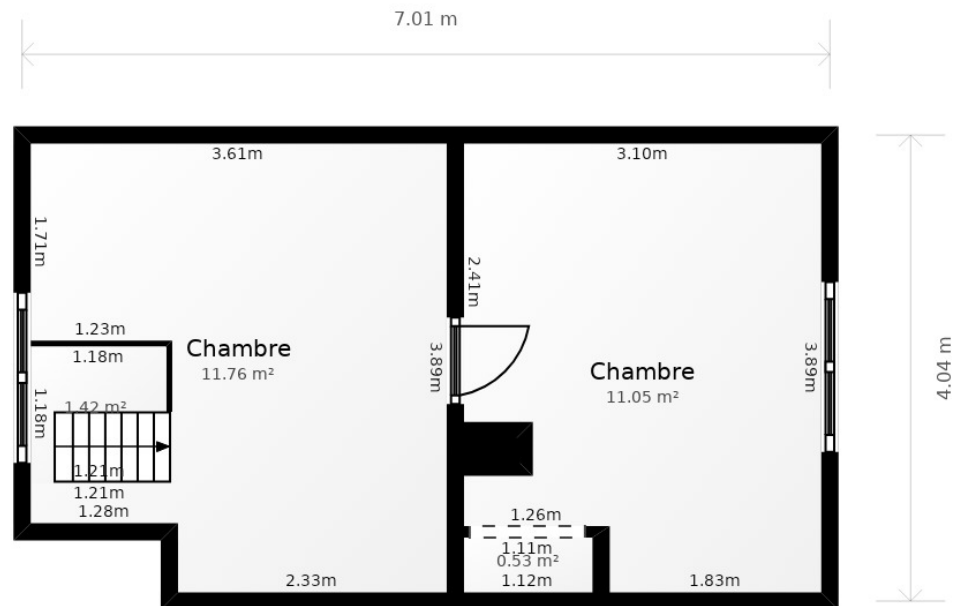 7.01 m
3.61m
3.10m
1.71m
2.41m
4.04 m
1.23m
1.18m
Chambre
11.76 m²
3.89m
Chambre
11.05 m²
3.89m
1.18m
1.42 m²
1.21m
1.21m
1.28m
1.26m
1.11m
0.53 m²
1.12m
2.33m
1.83m